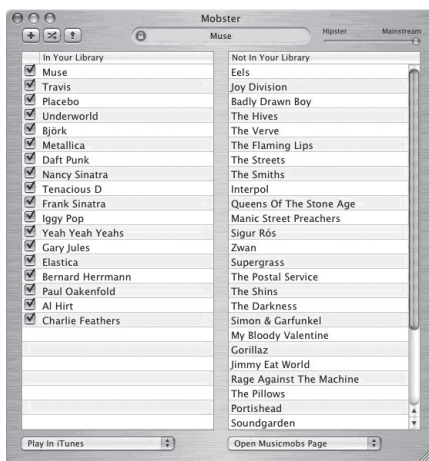 Mobster
Muse
Hipster
Mainstream
In Your Library
Muse
Travis
Placebo
Underworld
Björk
Metallica
Daft Punk
Nancy Sinatra
Tenacious D
Frank Sinatra
Iggy Pop
Yeah Yeah Yeahs
Gary Jules
Elastica
Bernard Herrmann
Paul Oakenfold
Al Hirt
Charlie Feathers
Play In iTunes
Not In Your Library
Eels
Joy Division
Badly Drawn Boy
The Hives
The Verve
The Flaming Lips
The Streets
The Smiths
Interpol
Queens Of The Stone Age
Manic Street Preachers
Sigur Rós
Zwan
Supergrass
The Postal Service
The Shins
The Darkness
Simon & Garfunkel
My Bloody Valentine
Gorillaz
Jimmy Eat World
Rage Against The Machine
The Pillows
Portishead
Soundgarden
Open Musicmobs Page